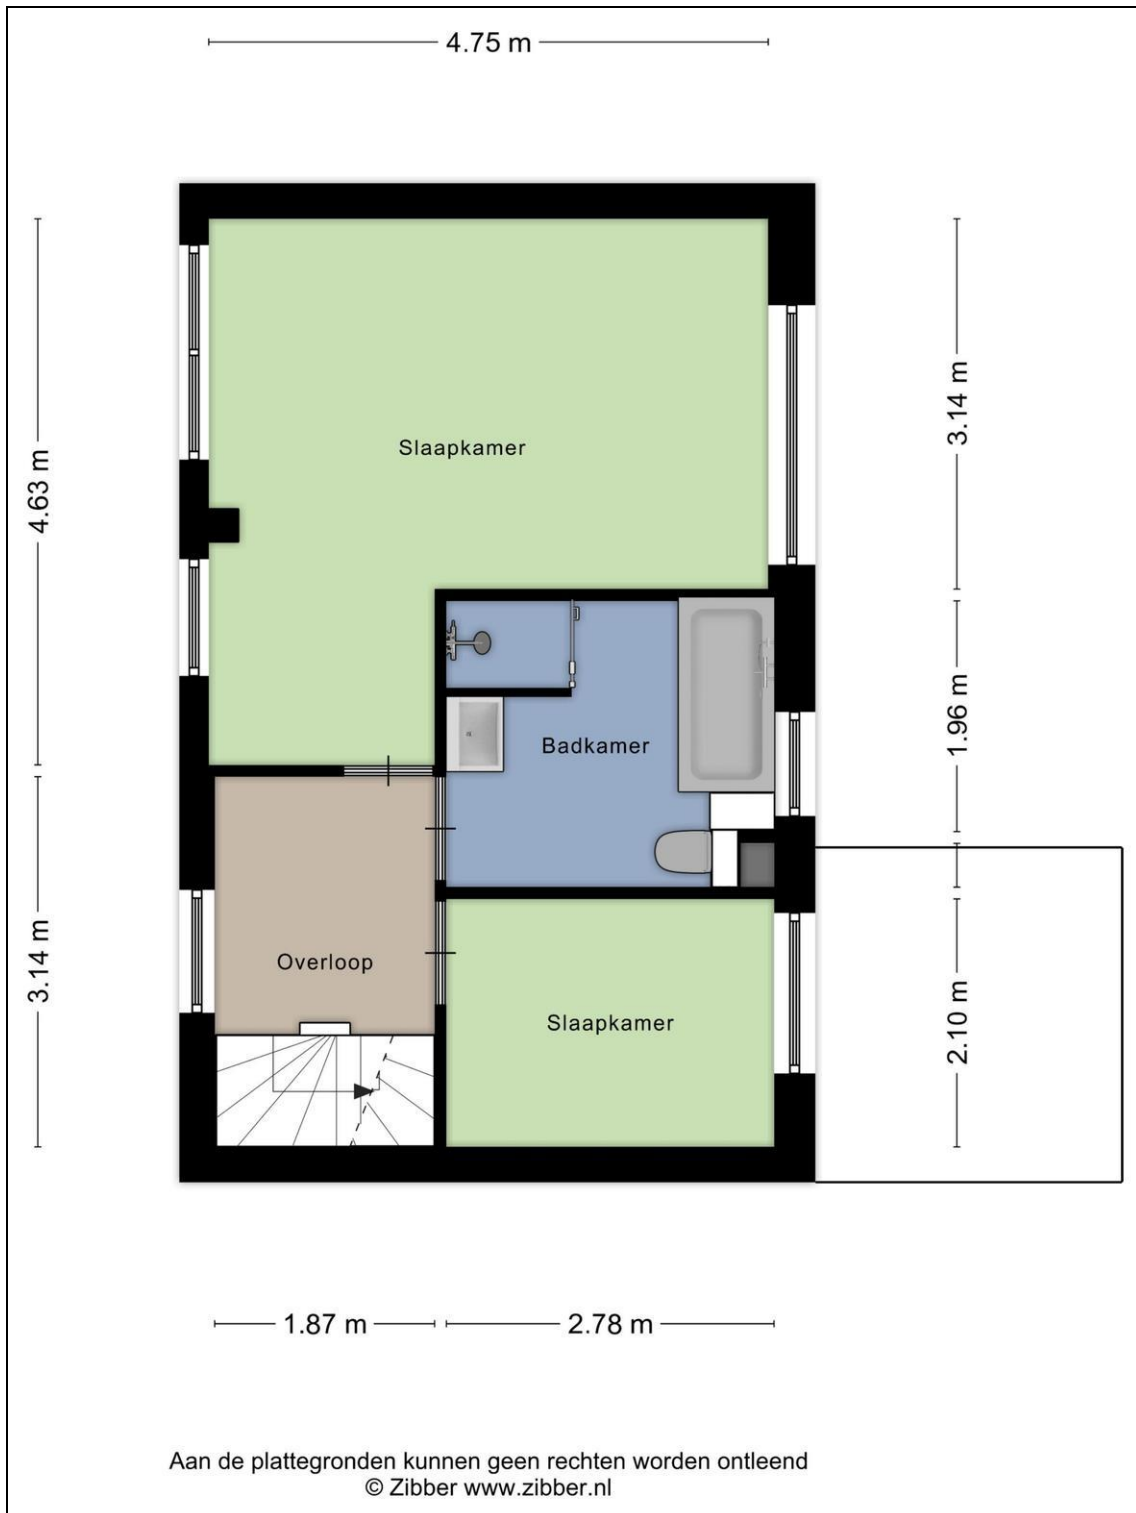 4.75 m
4.63 m
3.14 m
Slaapkamer
1.96 m
Badkamer
3.14 m
Overloop
Slaapkamer
2.10 m
1.87 m
2.78 m
Aan de plattegronden kunnen geen rechten worden ontleend
© Zibber www.zibber.nl